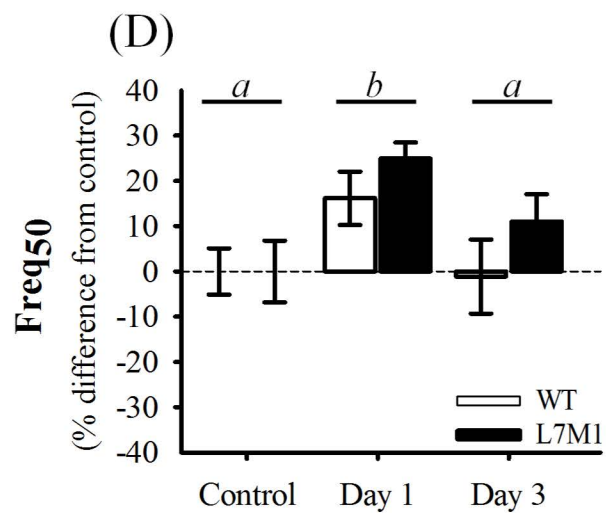 (D)
a b a
Freq50
(% difference from control)
40
30
20
10
0
-10
-20
-30
-40
WT
L7M1
Control Day 1 Day 3